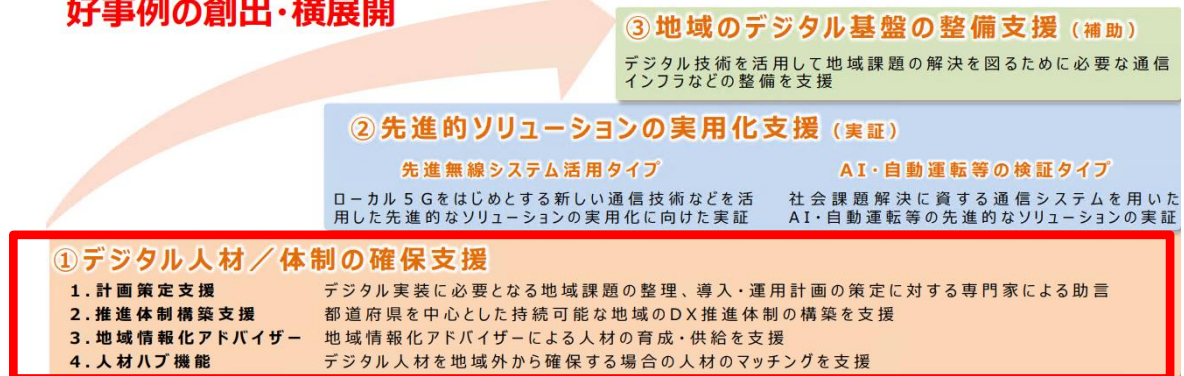 好事例の創出・横展開
③地域のデジタル基盤の整備支援（補助）
デジタル技術を活用して地域課題の解決を図るために必要な通信
インフラなどの整備を支援
②先進的ソリューションの実用化支援（実証）
先進無線システム活用タイプ
ローカル５Ｇをはじめとする新しい通信技術などを活
用した先進的なソリューションの実用化に向けた実証
AI・自動運転等の検証タイプ
社会課題解決に資する通信システムを用いた
AI・自動運転等の先進的なソリューションの実証
①デジタル人材／体制の確保支援
1.計画策定支援 デジタル実装に必要となる地域課題の整理、導入・運用計画の策定に対する専門家による助言
2.推進体制構築支援 都道府県を中心とした持続可能な地域のDX推進体制の構築を支援
3.地域情報化アドバイザー 地域情報化アドバイザーによる人材の育成・供給を支援
4.人材ハブ機能 デジタル人材を地域外から確保する場合の人材のマッチングを支援